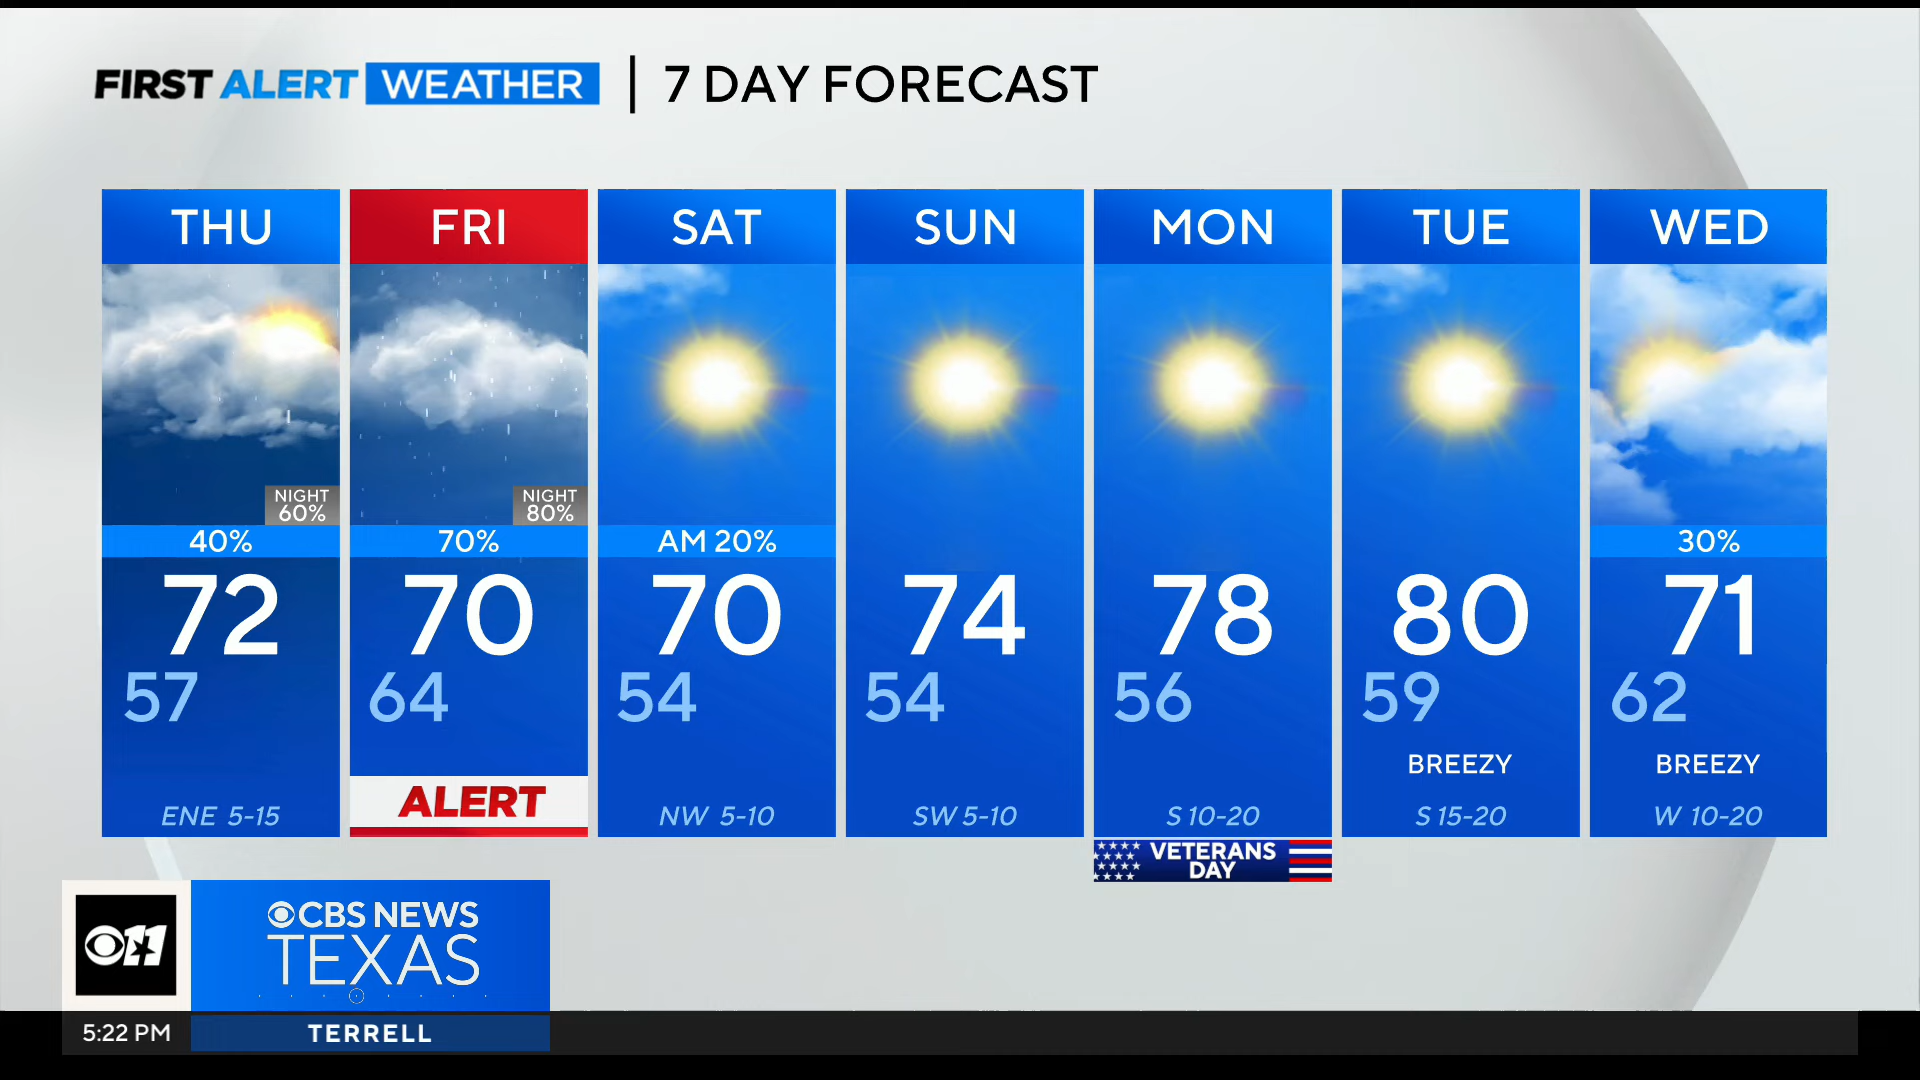 FIRST ALERT WEATHER | 7 DAY FORECAST
THU
NIGHT
60%
40%
72
57
ENE 5-15
FRI
NIGHT
80%
70%
70
64
ALERT
SAT
AM 20%
70
54
NW 5-10
SUN
74
54
SW 5-10
MON
78
56
S 10-20
VETERANS
DAY
TUE
80
59
BREEZY
S 15-20
WED
30%
71
62
BREEZY
W 10-20
11
CBS NEWS
TEXAS
5:22 PM
TERRELL